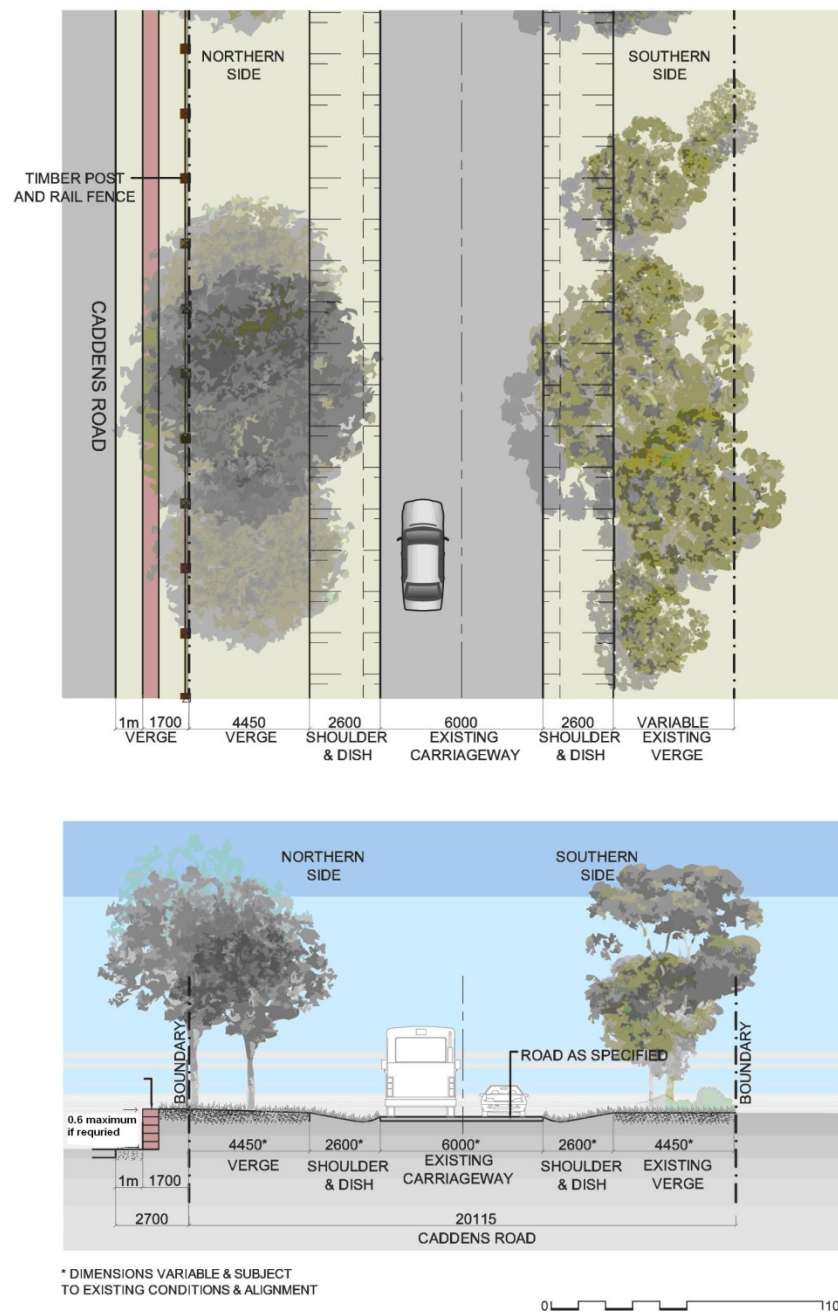 NORTHERN
SIDE
SOUTHERN
SIDE
TIMBER POST
AND RAIL FENCE
CADDENS ROAD
1m 1700 4450 2600 6000 2600 VARIABLE
VERGE VERGE SHOULDER & DISH EXISTING CARRIAGEWAY SHOULDER & DISH EXISTING VERGE
NORTHERN
SIDE
SOUTHERN
SIDE
BOUNDARY
BOUNDARY
ROAD AS SPECIFIED
0.6 maximum
if requried
4450* 2600* 6000* 2600* 4450*
VERGE SHOULDER & DISH EXISTING CARRIAGEWAY SHOULDER & DISH EXISTING VERGE
1m 1700
2700 20115
CADDENS ROAD
* DIMENSIONS VARIABLE & SUBJECT
TO EXISTING CONDITIONS & ALIGNMENT
0 10